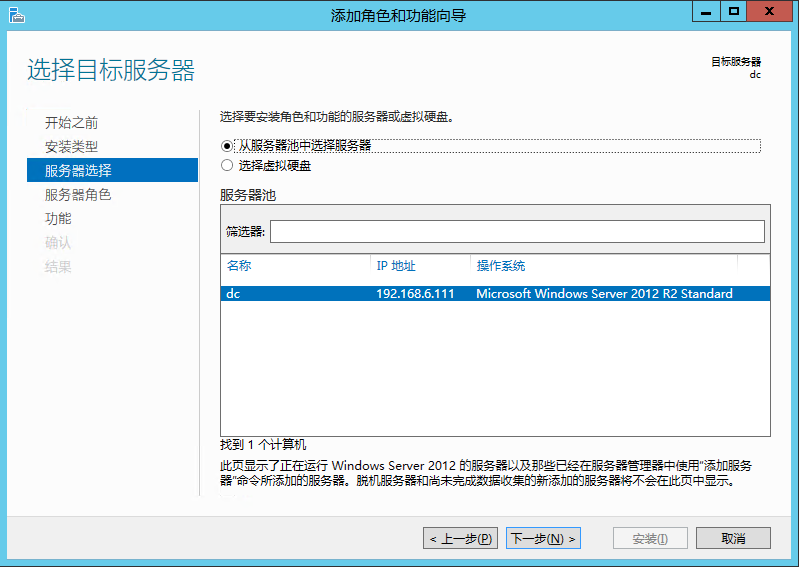 添加角色和功能向导
选择目标服务器
目标服务器
dc
开始之前
安装类型
服务器选择
服务器角色
功能
确认
结果
选择要安装角色和功能的服务器或虚拟硬盘。
从服务器池中选择服务器
选择虚拟硬盘
服务器池
筛选器:
名称 IP 地址 操作系统
dc 192.168.6.111 Microsoft Windows Server 2012 R2 Standard
找到 1 个计算机
此页显示了正在运行 Windows Server 2012 的服务器以及那些已经在服务器管理器中使用"添加服务
器"命令所添加的服务器。脱机服务器和尚未完成数据收集的新添加的服务器将不会在此页中显示。
< 上一步(P) 下一步(N) > 安装(I) 取消